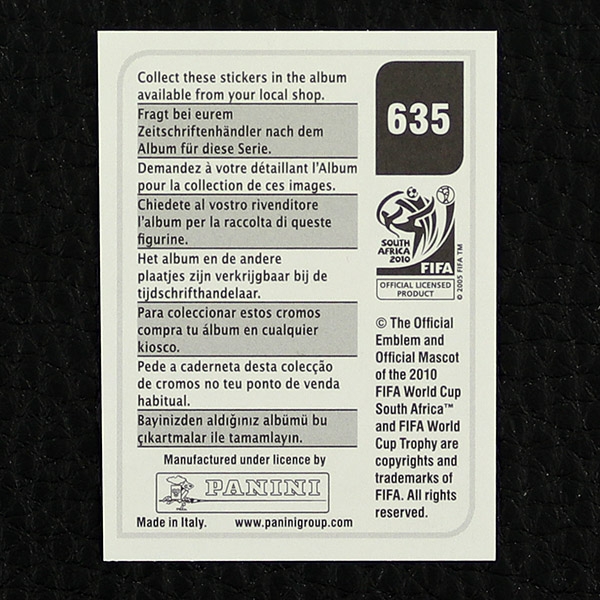 Collect these stickers in the album
available from your local shop.
Fragt bei eurem
Zeitschriftenhändler nach dem
Album für diese Serie.
Demandez à votre détaillant l'Album
pour la collection de ces images.
Chiedete al vostro rivenditore
l'album per la raccolta di queste
figurine.
Het album en de andere
plaatjes zijn verkrijgbaar bij de
tijdschrifthandelaar.
Para coleccionar estos cromos
compra tu álbum en cualquier
kiosco.
Pede a caderneta desta colecção
de cromos no teu ponto de venda
habitual.
Bayinizden aldığınız albümü bu
çıkartmalar ile tamamlayın.
Manufactured under licence by
PANINI
Made in Italy. www.paninigroup.com
635
SOUTH
AFRICA
2010
FIFA
OFFICIAL LICENSED
PRODUCT
© 2005 FIFA TM
© The Official
Emblem and
Official Mascot
of the 2010
FIFA World Cup
South Africa™
and FIFA World
Cup Trophy are
copyrights and
trademarks of
FIFA. All rights
reserved.